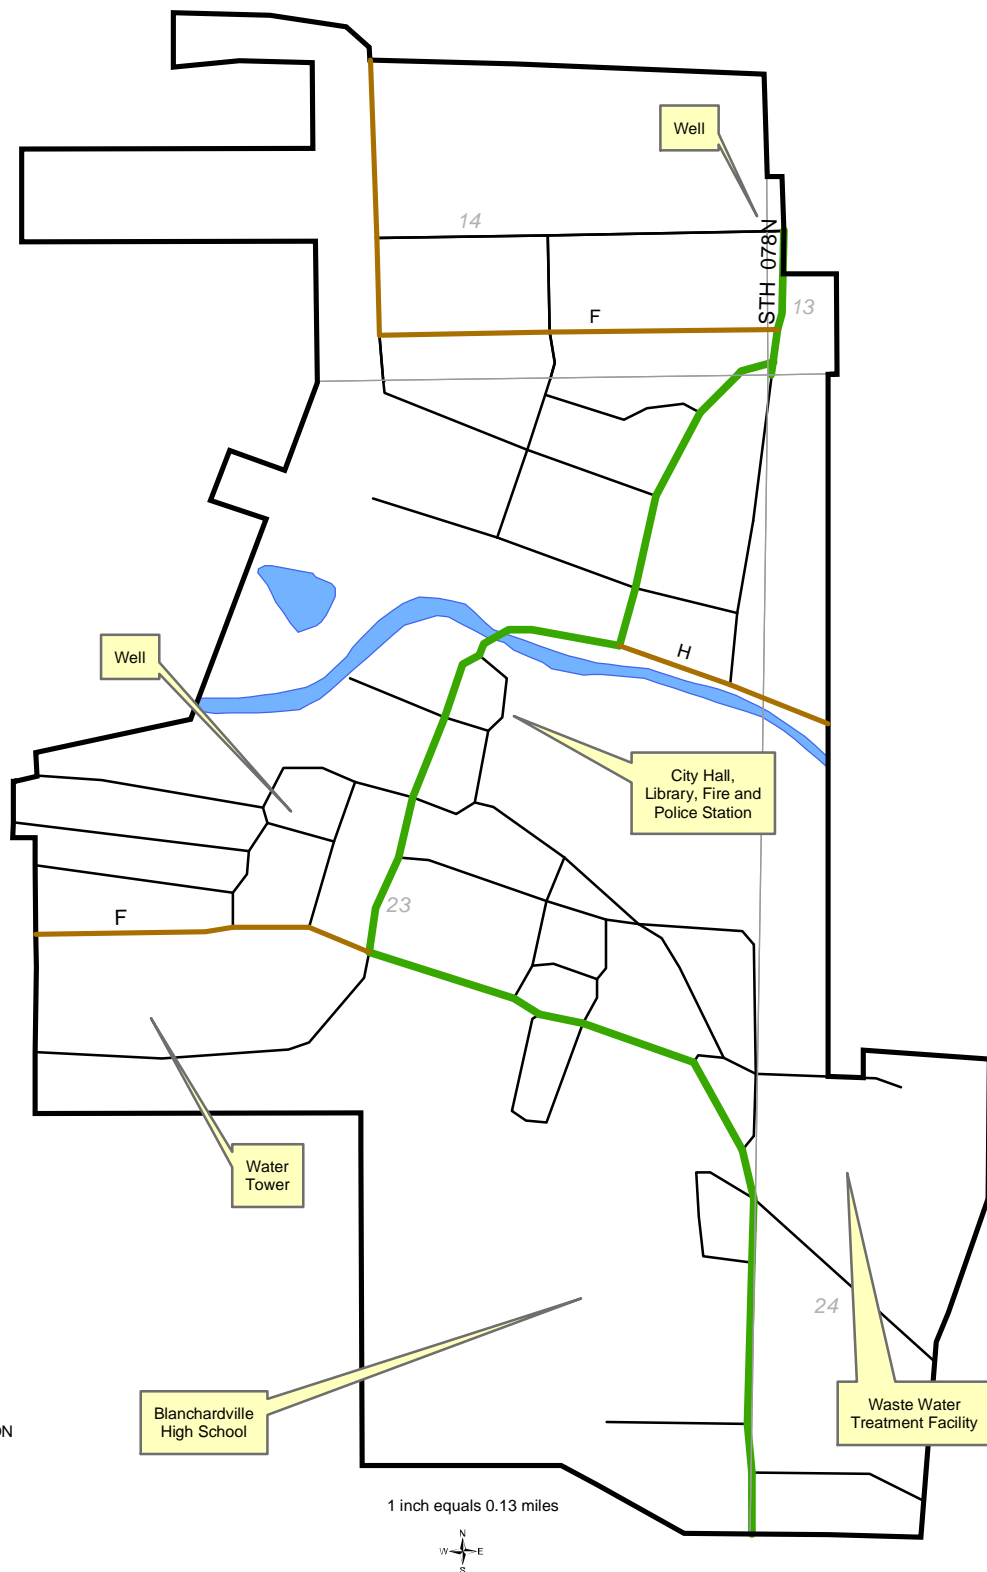 Well
14
STH 078N
13
F
H
Well
City Hall,
Library, Fire and
Police Station
23
F
Water
Tower
24
Blanchardville
High School
Waste Water
Treatment Facility
ON
1 inch equals 0.13 miles
N
W E
S